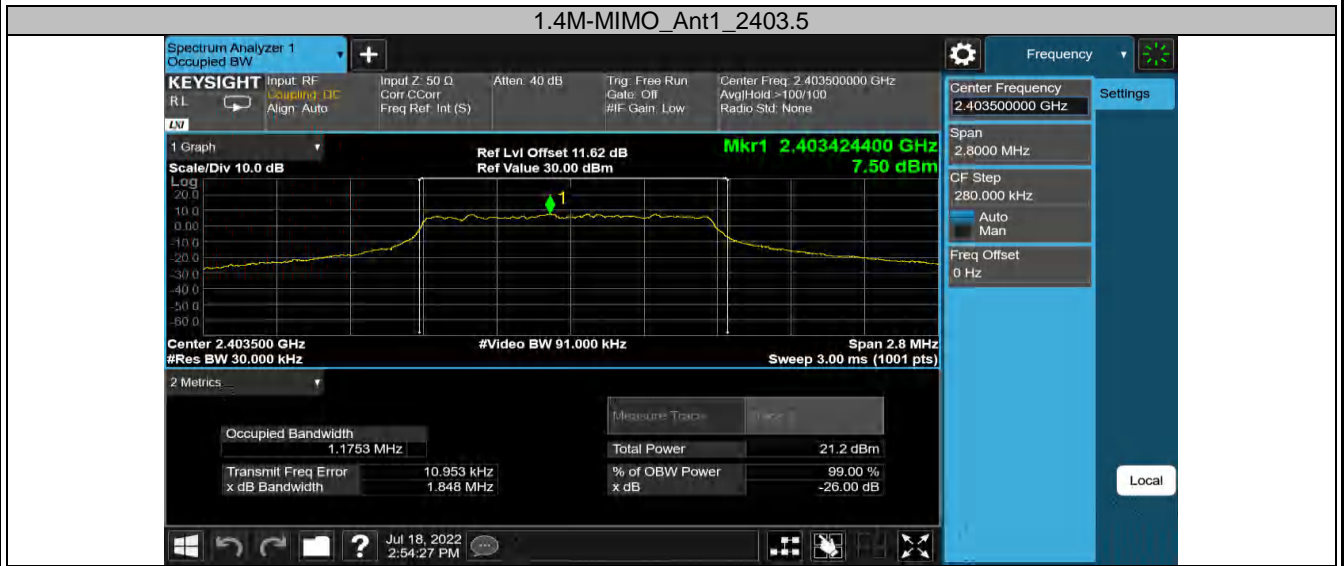 1.4M-MIMO_Ant1_2403.5
Spectrum Analyzer 1
Occupied BW
+
Frequency
KEYSIGHT
RL
LXI
Input: RF
Coupling: DC
Align: Auto
Input Z: 50 Ω
Corr CCorr
Freq Ref: Int (S)
Atten: 40 dB
Trig: Free Run
Gate: Off
#IF Gain: Low
Center Freq: 2.403500000 GHz
Avg|Hold:>100/100
Radio Std: None
Center Frequency
2.403500000 GHz
Settings
Span
2.8000 MHz
CF Step
280.000 kHz
Auto
Man
Freq Offset
0 Hz
1 Graph
Scale/Div 10.0 dB
Ref Lvl Offset 11.62 dB
Ref Value 30.00 dBm
Mkr1 2.403424400 GHz
7.50 dBm
Log
20.0
10.0
0.00
-10.0
-20.0
-30.0
-40.0
-50.0
-60.0
1
Center 2.403500 GHz
#Res BW 30.000 kHz
#Video BW 91.000 kHz
Span 2.8 MHz
Sweep 3.00 ms (1001 pts)
2 Metrics
Measure Trace
Trace 1
Occupied Bandwidth
1.1753 MHz
Total Power 21.2 dBm
Transmit Freq Error 10.953 kHz
% of OBW Power 99.00 %
x dB Bandwidth 1.848 MHz
x dB -26.00 dB
Local
?
Jul 18, 2022
2:54:27 PM